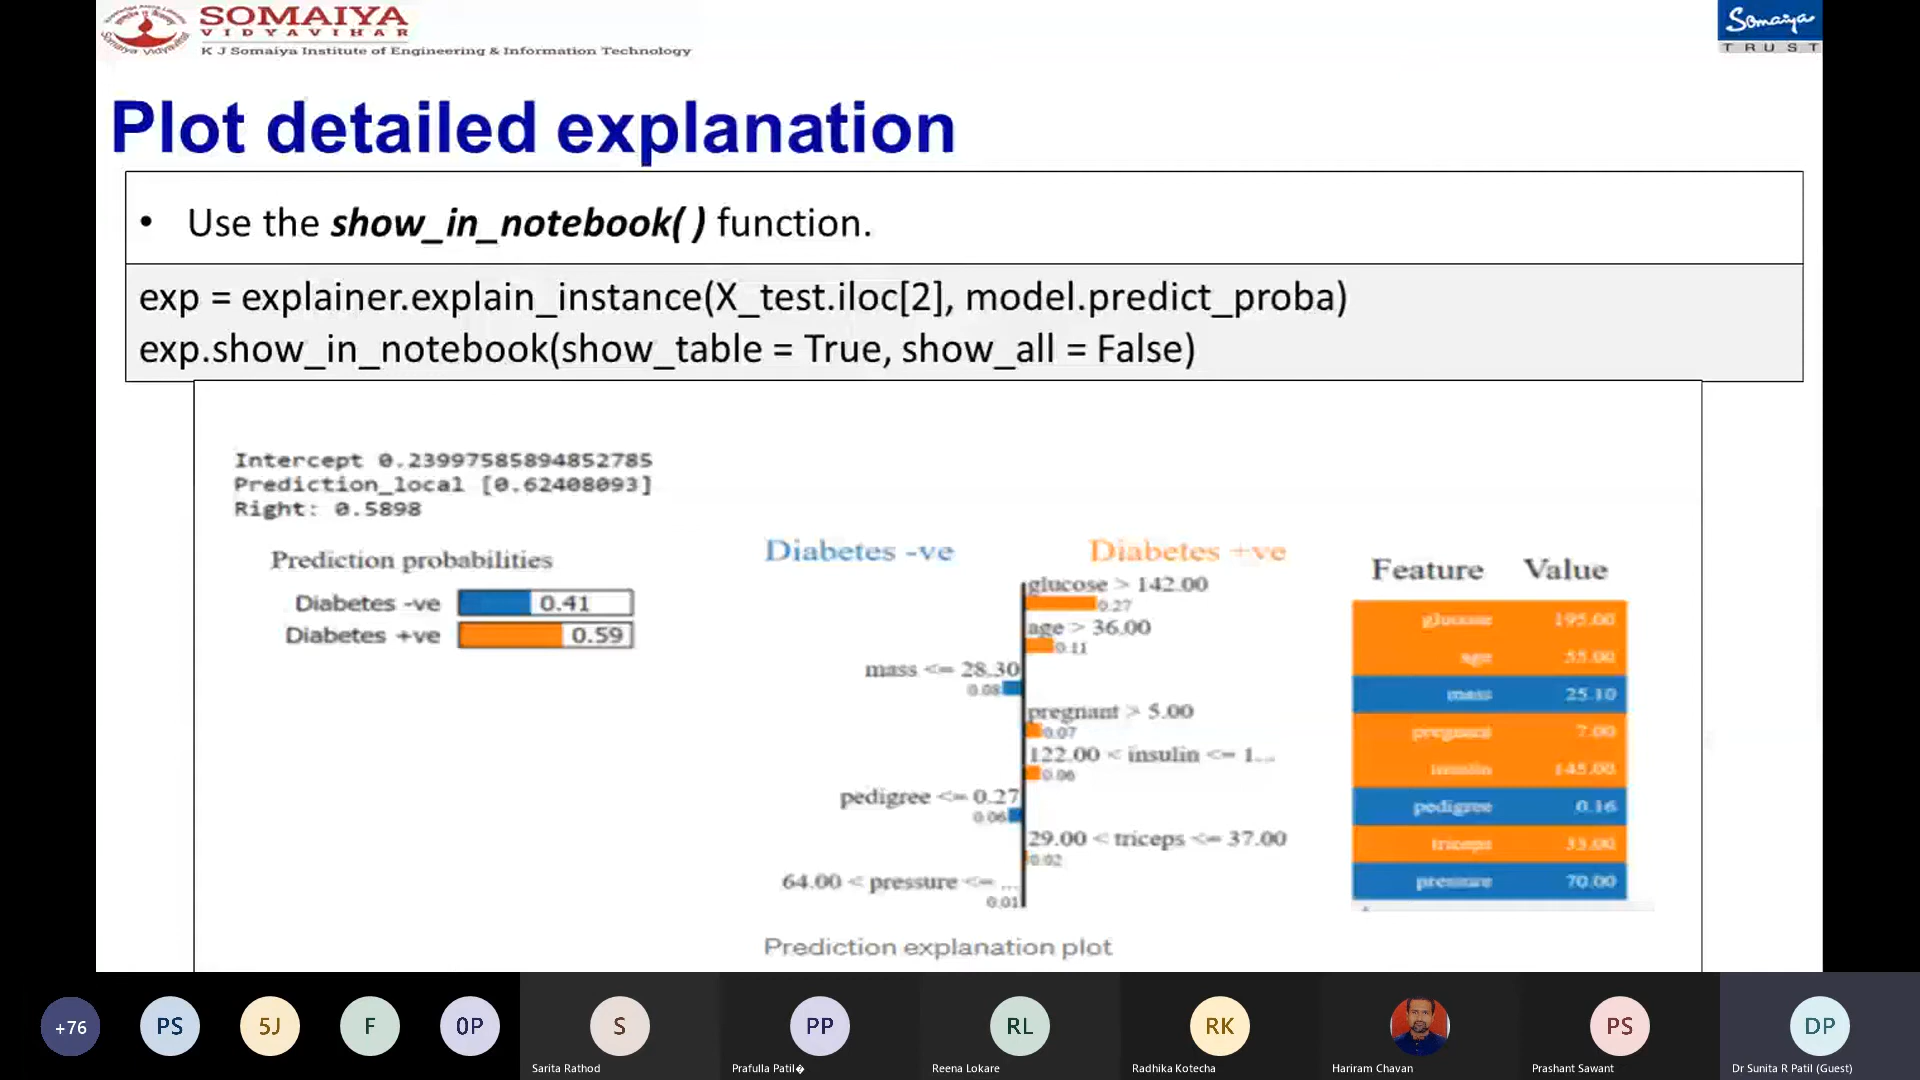 SOMAIYA
VIDYAVIHAR
K J Somaiya Institute of Engineering & Information Technology
Somaiya
TRUST
Plot detailed explanation
• Use the show_in_notebook( ) function.
exp = explainer.explain_instance(X_test.iloc[2], model.predict_proba)
exp.show_in_notebook(show_table = True, show_all = False)
Intercept 0.23997585894852785
Prediction_local [0.62408093]
Right: 0.5898
Prediction probabilities
Diabetes -ve 0.41
Diabetes +ve 0.59
Diabetes -ve Diabetes +ve
glucose > 142.00
0.27
age > 36.00
0.11
mass <= 28.30
0.08
pregnant > 5.00
0.07
122.00 < insulin <= 1...
0.06
pedigree <= 0.27
0.06
29.00 < triceps <= 37.00
0.02
64.00 < pressure <= ...
0.01
Feature Value
glucose 195.00
age 55.00
mass 25.10
pregnant 7.00
insulin 145.00
pedigree 0.16
triceps 33.00
pressure 70.00
Prediction explanation plot
+76
PS
5J
F
0P
S
Sarita Rathod
PP
Prafulla Patil�
RL
Reena Lokare
RK
Radhika Kotecha
Hariram Chavan
PS
Prashant Sawant
DP
Dr Sunita R Patil (Guest)